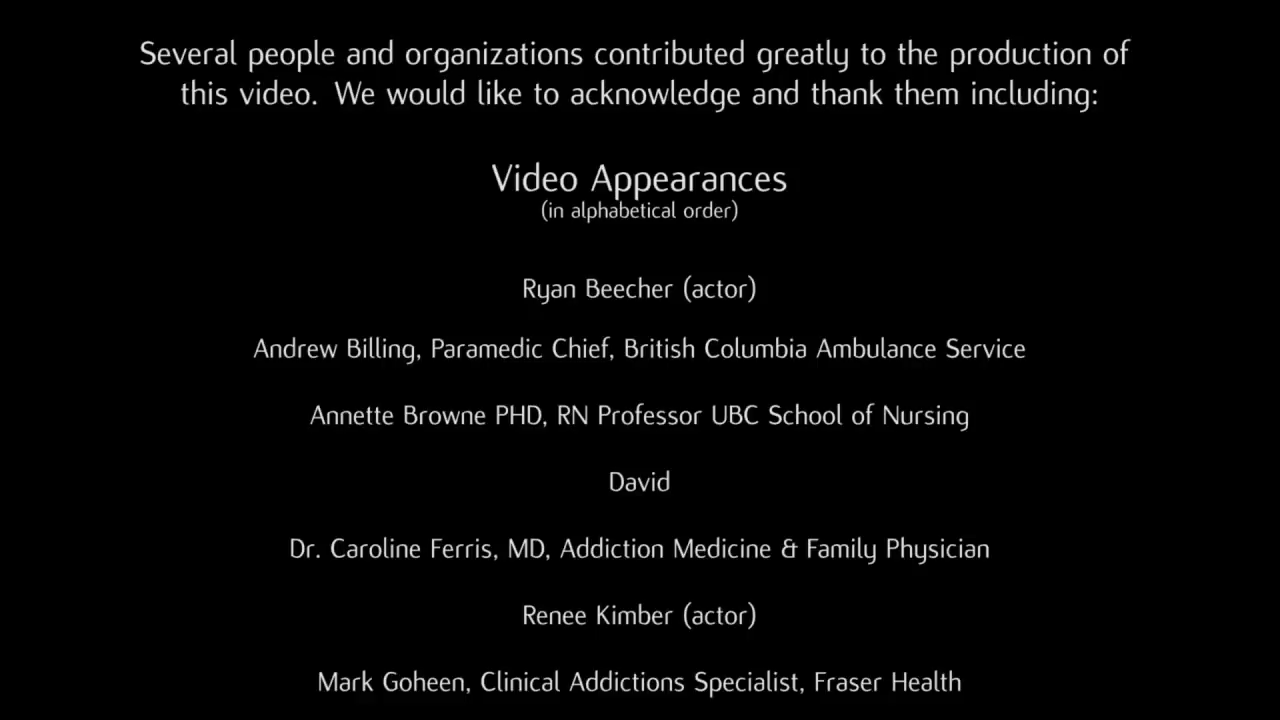 Several people and organizations contributed greatly to the production of
this video. We would like to acknowledge and thank them including:
Video Appearances
(in alphabetical order)
Ryan Beecher (actor)
Andrew Billing, Paramedic Chief, British Columbia Ambulance Service
Annette Browne PHD, RN Professor UBC School of Nursing
David
Dr. Caroline Ferris, MD, Addiction Medicine & Family Physician
Renee Kimber (actor)
Mark Goheen, Clinical Addictions Specialist, Fraser Health